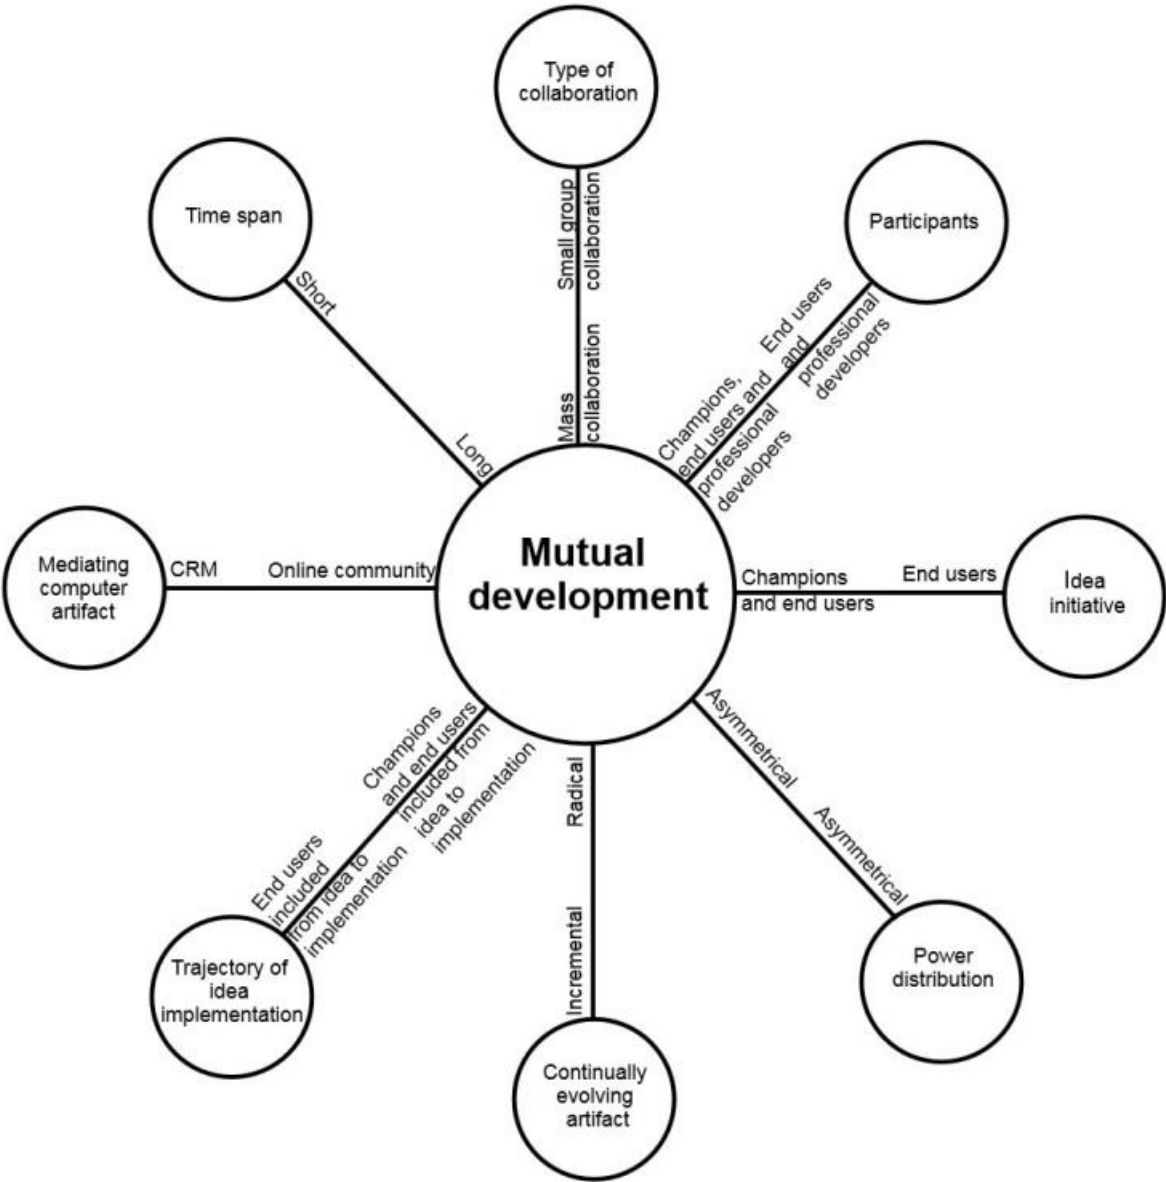 Type of
collaboration
Small group
collaboration
Mass
collaboration
Time span
Short
Long
Participants
End users
and
professional
developers
Champions,
end users and
professional
developers
Mediating
computer
artifact
CRM
Online community
Mutual
development
Champions
and end users
End users
Idea
initiative
Champions
and end users
included from
idea to
implementation
End users
included
from idea to
implementation
Trajectory of
idea
implementation
Radical
Incremental
Continually
evolving
artifact
Asymmetrical
Asymmetrical
Power
distribution